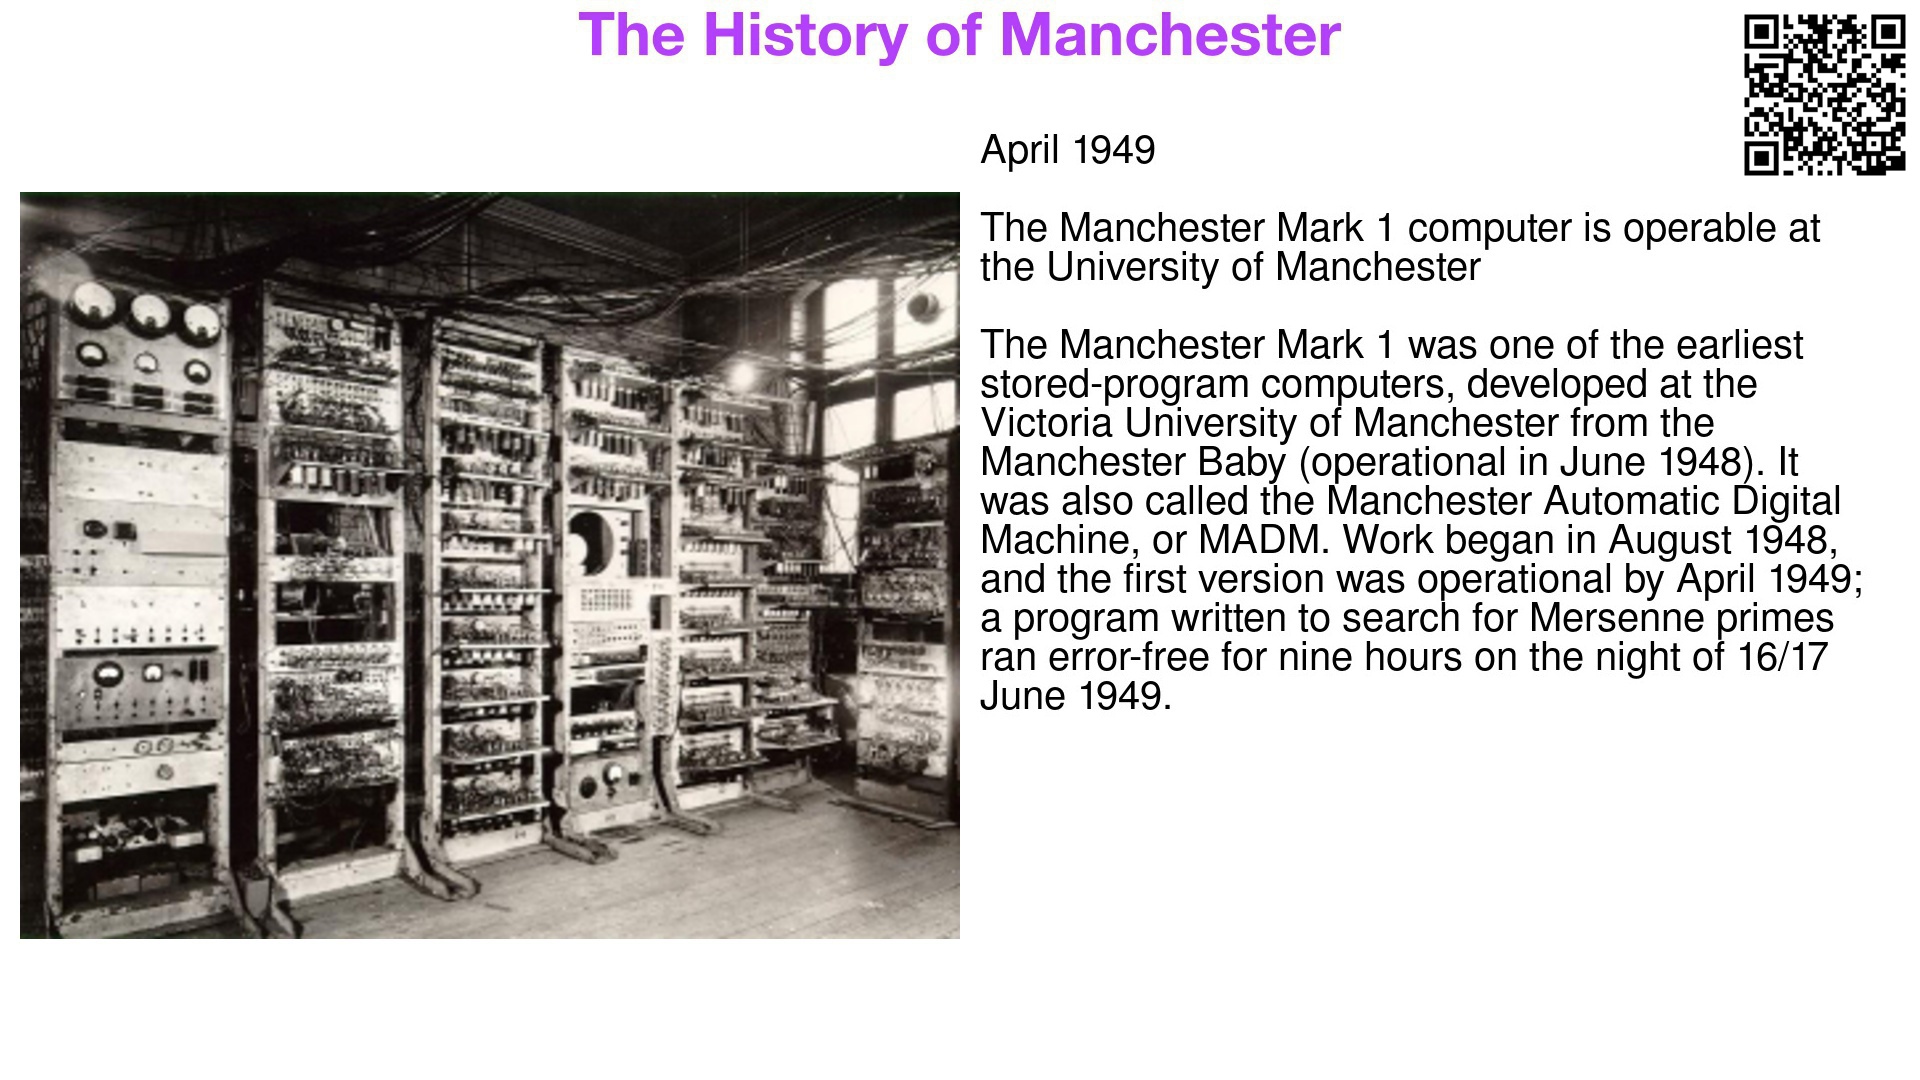 The History of Manchester
April 1949
The Manchester Mark 1 computer is operable at
the University of Manchester
The Manchester Mark 1 was one of the earliest
stored-program computers, developed at the
Victoria University of Manchester from the
Manchester Baby (operational in June 1948). It
was also called the Manchester Automatic Digital
Machine, or MADM. Work began in August 1948,
and the first version was operational by April 1949;
a program written to search for Mersenne primes
ran error-free for nine hours on the night of 16/17
June 1949.